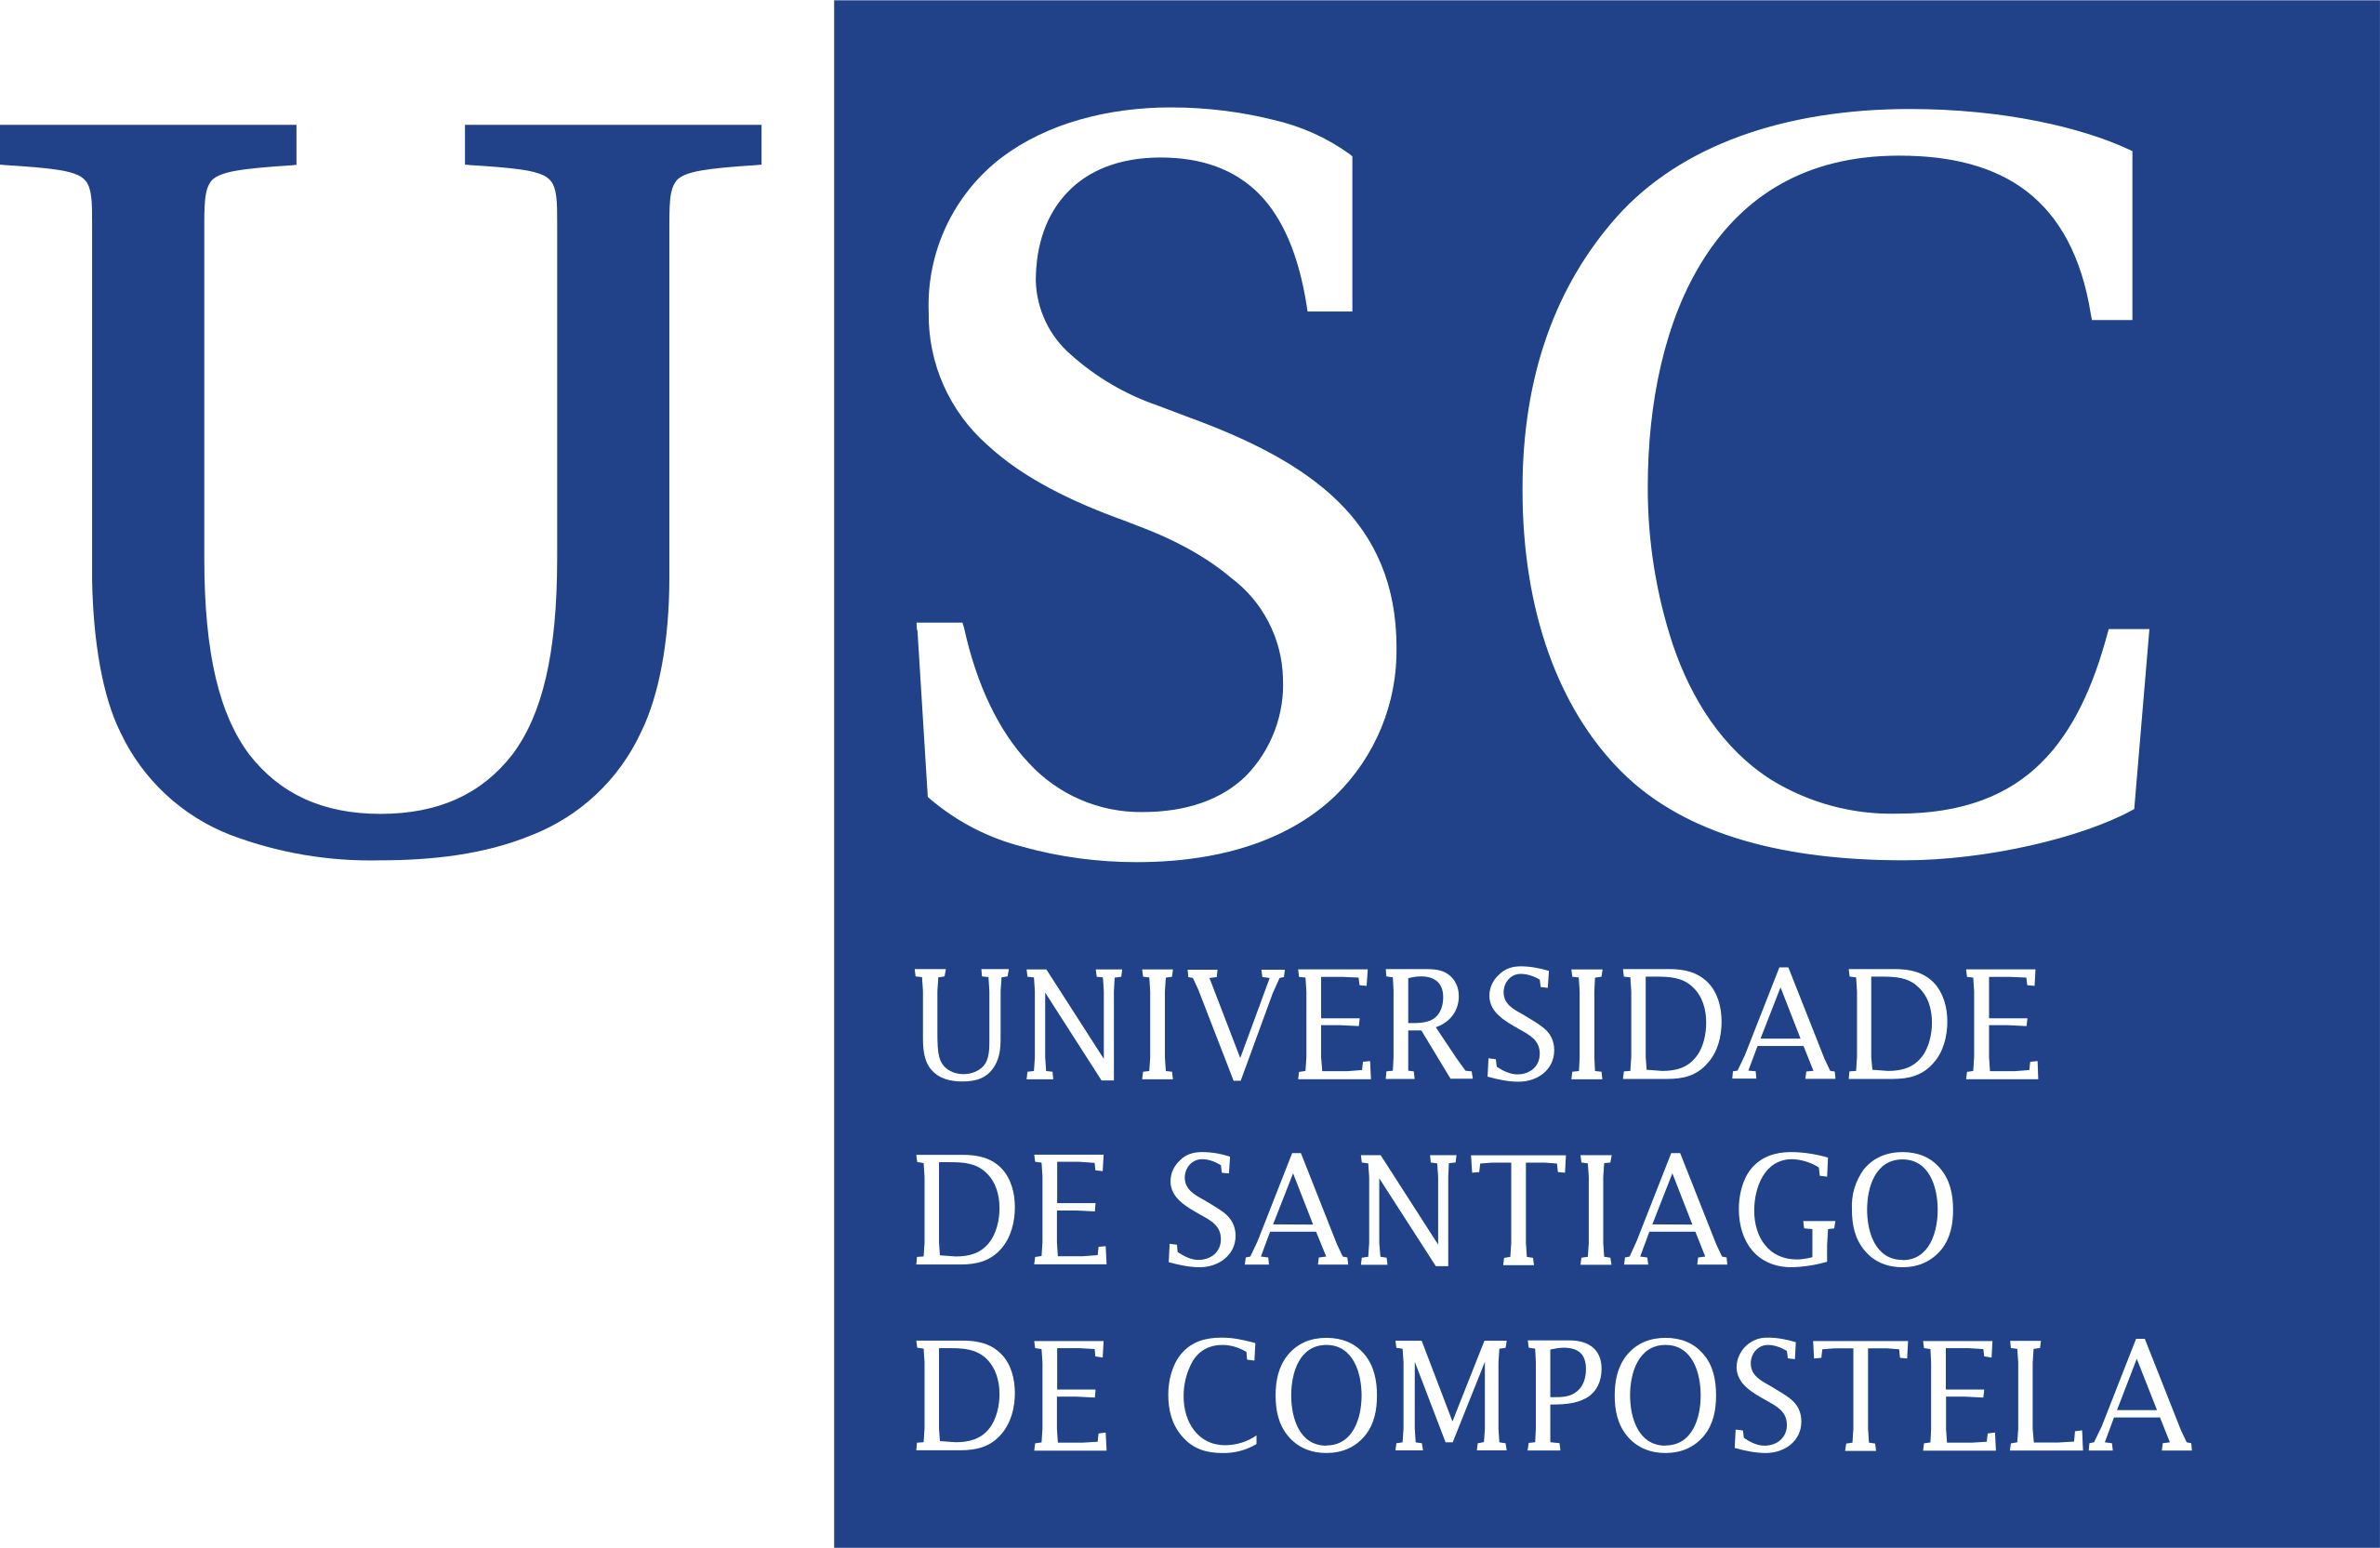 USC
UNIVERSIDADE
DE SANTIAGO
DE COMPOSTELA